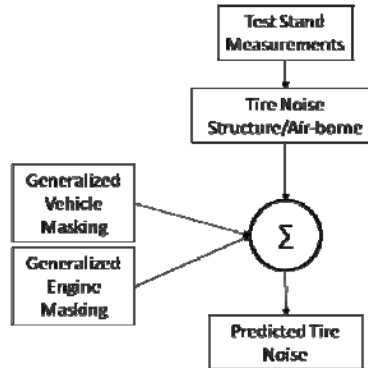 Test Stand
Measurements
Tire Noise
Structure/Air-borne
Generalized
Vehicle
Masking
Σ
Generalized
Engine
Masking
Predicted Tire
Noise